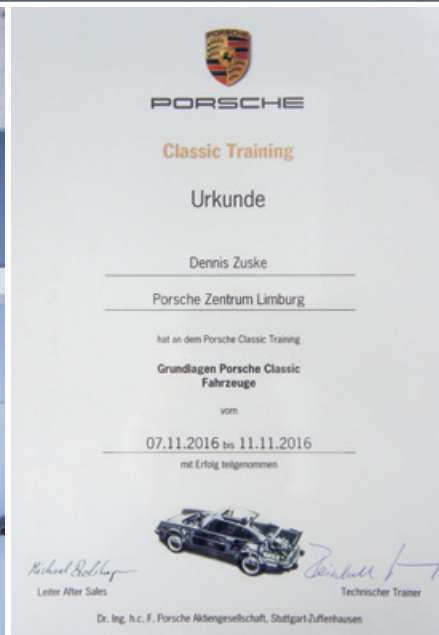 PORSCHE
PORSCHE
Classic Training
Urkunde
Dennis Zuske
Porsche Zentrum Limburg
hat an dem Porsche Classic Training
Grundlagen Porsche Classic
Fahrzeuge
vom
07.11.2016 bis 11.11.2016
mit Erfolg teilgenommen
Leiter After Sales
Technischer Trainer
Dr. Ing. h.c. F. Porsche Aktiengesellschaft, Stuttgart-Zuffenhausen